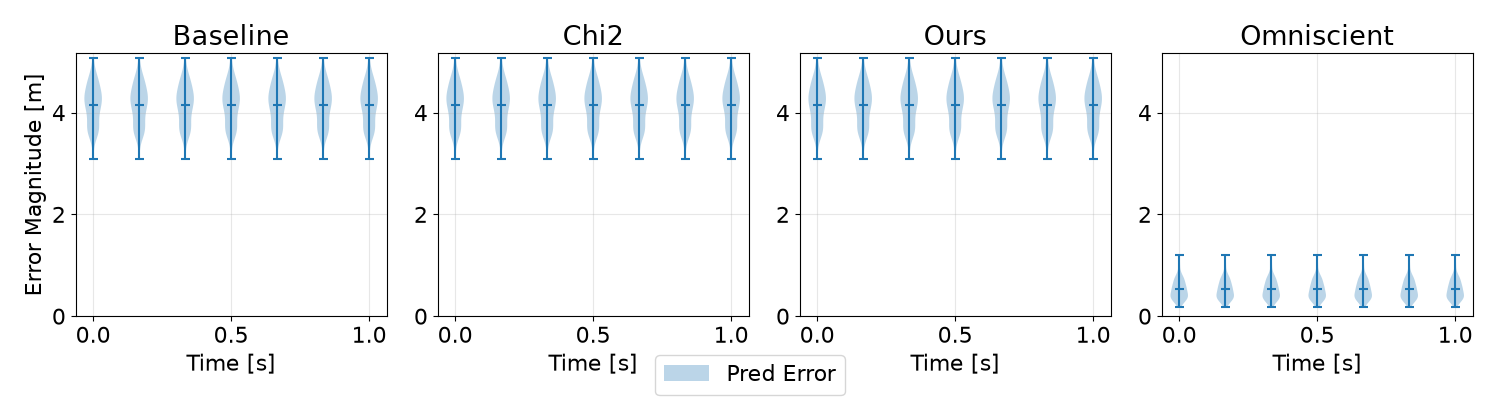 Baseline Chi2 Ours Omniscient
Error Magnitude [m]
4 4 4 4
2 2 2 2
0 0 0 0
0.0 0.5 1.0 0.0 0.5 1.0 0.0 0.5 1.0 0.0 0.5 1.0
Time [s] Time [s] Time [s] Time [s]
Pred Error